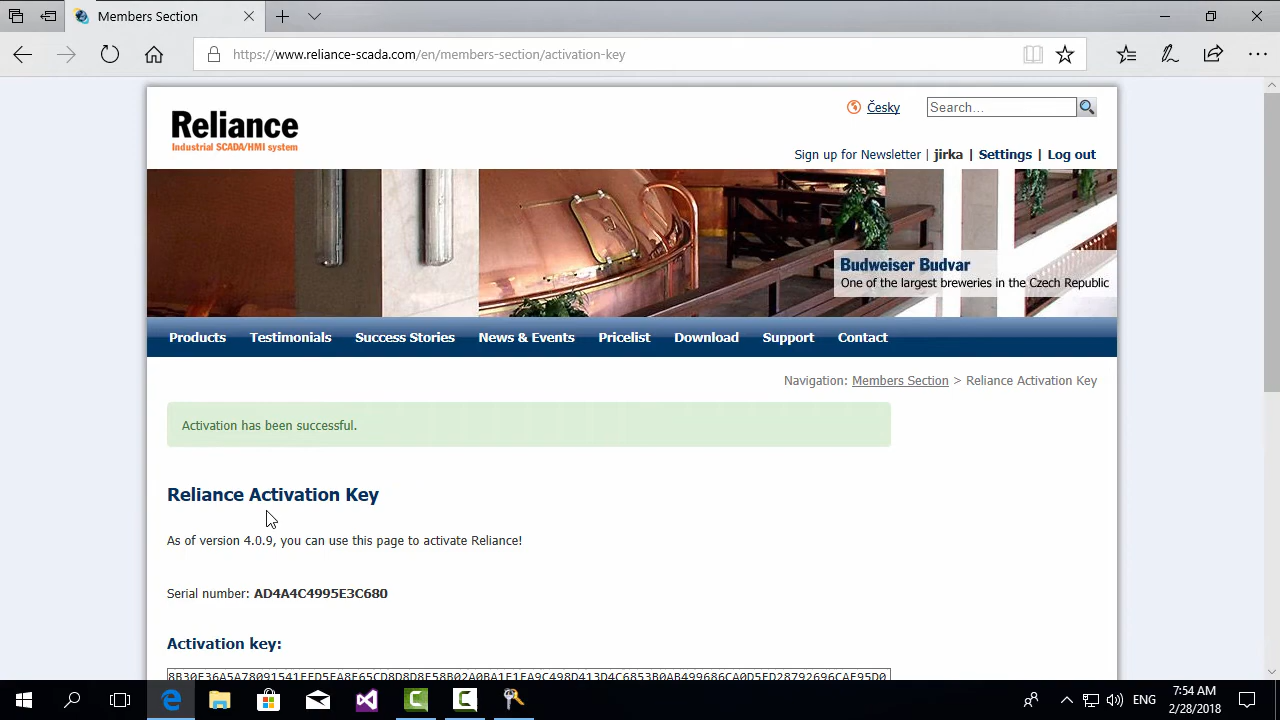 Members Section
https://www.reliance-scada.com/en/members-section/activation-key
Reliance
Industrial SCADA/HMI system
Česky
Search...
Sign up for Newsletter | jirka | Settings | Log out
Budweiser Budvar
One of the largest breweries in the Czech Republic
Products Testimonials Success Stories News & Events Pricelist Download Support Contact
Navigation: Members Section > Reliance Activation Key
Activation has been successful.
Reliance Activation Key
As of version 4.0.9, you can use this page to activate Reliance!
Serial number: AD4A4C4995E3C680
Activation key:
ENG
7:54 AM
2/28/2018